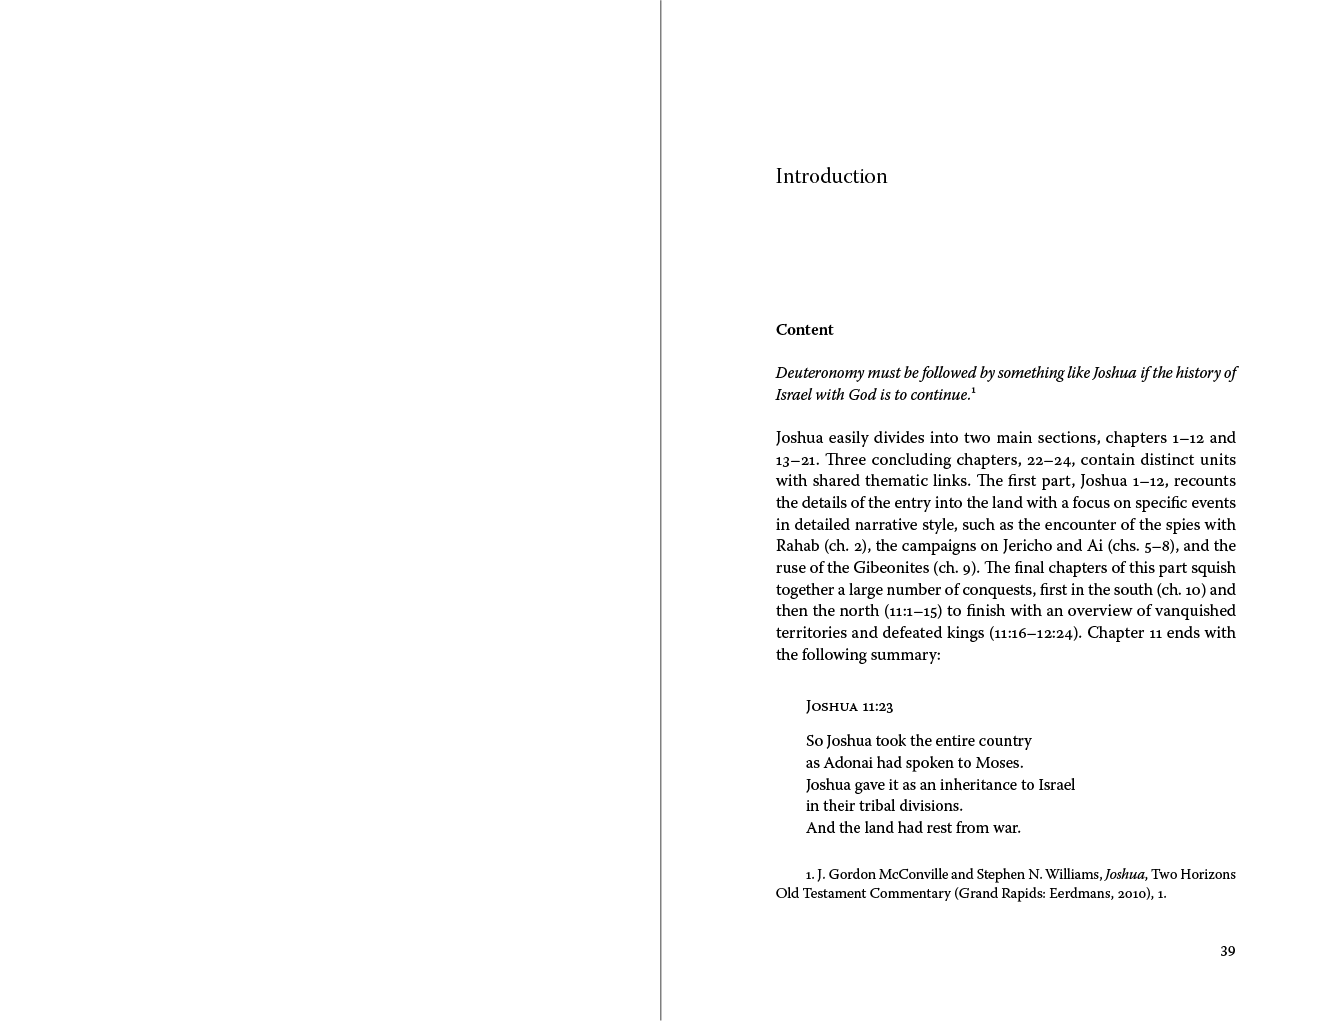 Introduction
Content
Deuteronomy must be followed by something like Joshua if the history of
Israel with God is to continue.¹
Joshua easily divides into two main sections, chapters 1–12 and
13–21. Three concluding chapters, 22–24, contain distinct units
with shared thematic links. The first part, Joshua 1–12, recounts
the details of the entry into the land with a focus on specific events
in detailed narrative style, such as the encounter of the spies with
Rahab (ch. 2), the campaigns on Jericho and Ai (chs. 5–8), and the
ruse of the Gibeonites (ch. 9). The final chapters of this part squish
together a large number of conquests, first in the south (ch. 10) and
then the north (11:1–15) to finish with an overview of vanquished
territories and defeated kings (11:16–12:24). Chapter 11 ends with
the following summary:
Joshua 11:23
So Joshua took the entire country
as Adonai had spoken to Moses.
Joshua gave it as an inheritance to Israel
in their tribal divisions.
And the land had rest from war.
1. J. Gordon McConville and Stephen N. Williams, Joshua, Two Horizons
Old Testament Commentary (Grand Rapids: Eerdmans, 2010), 1.
39